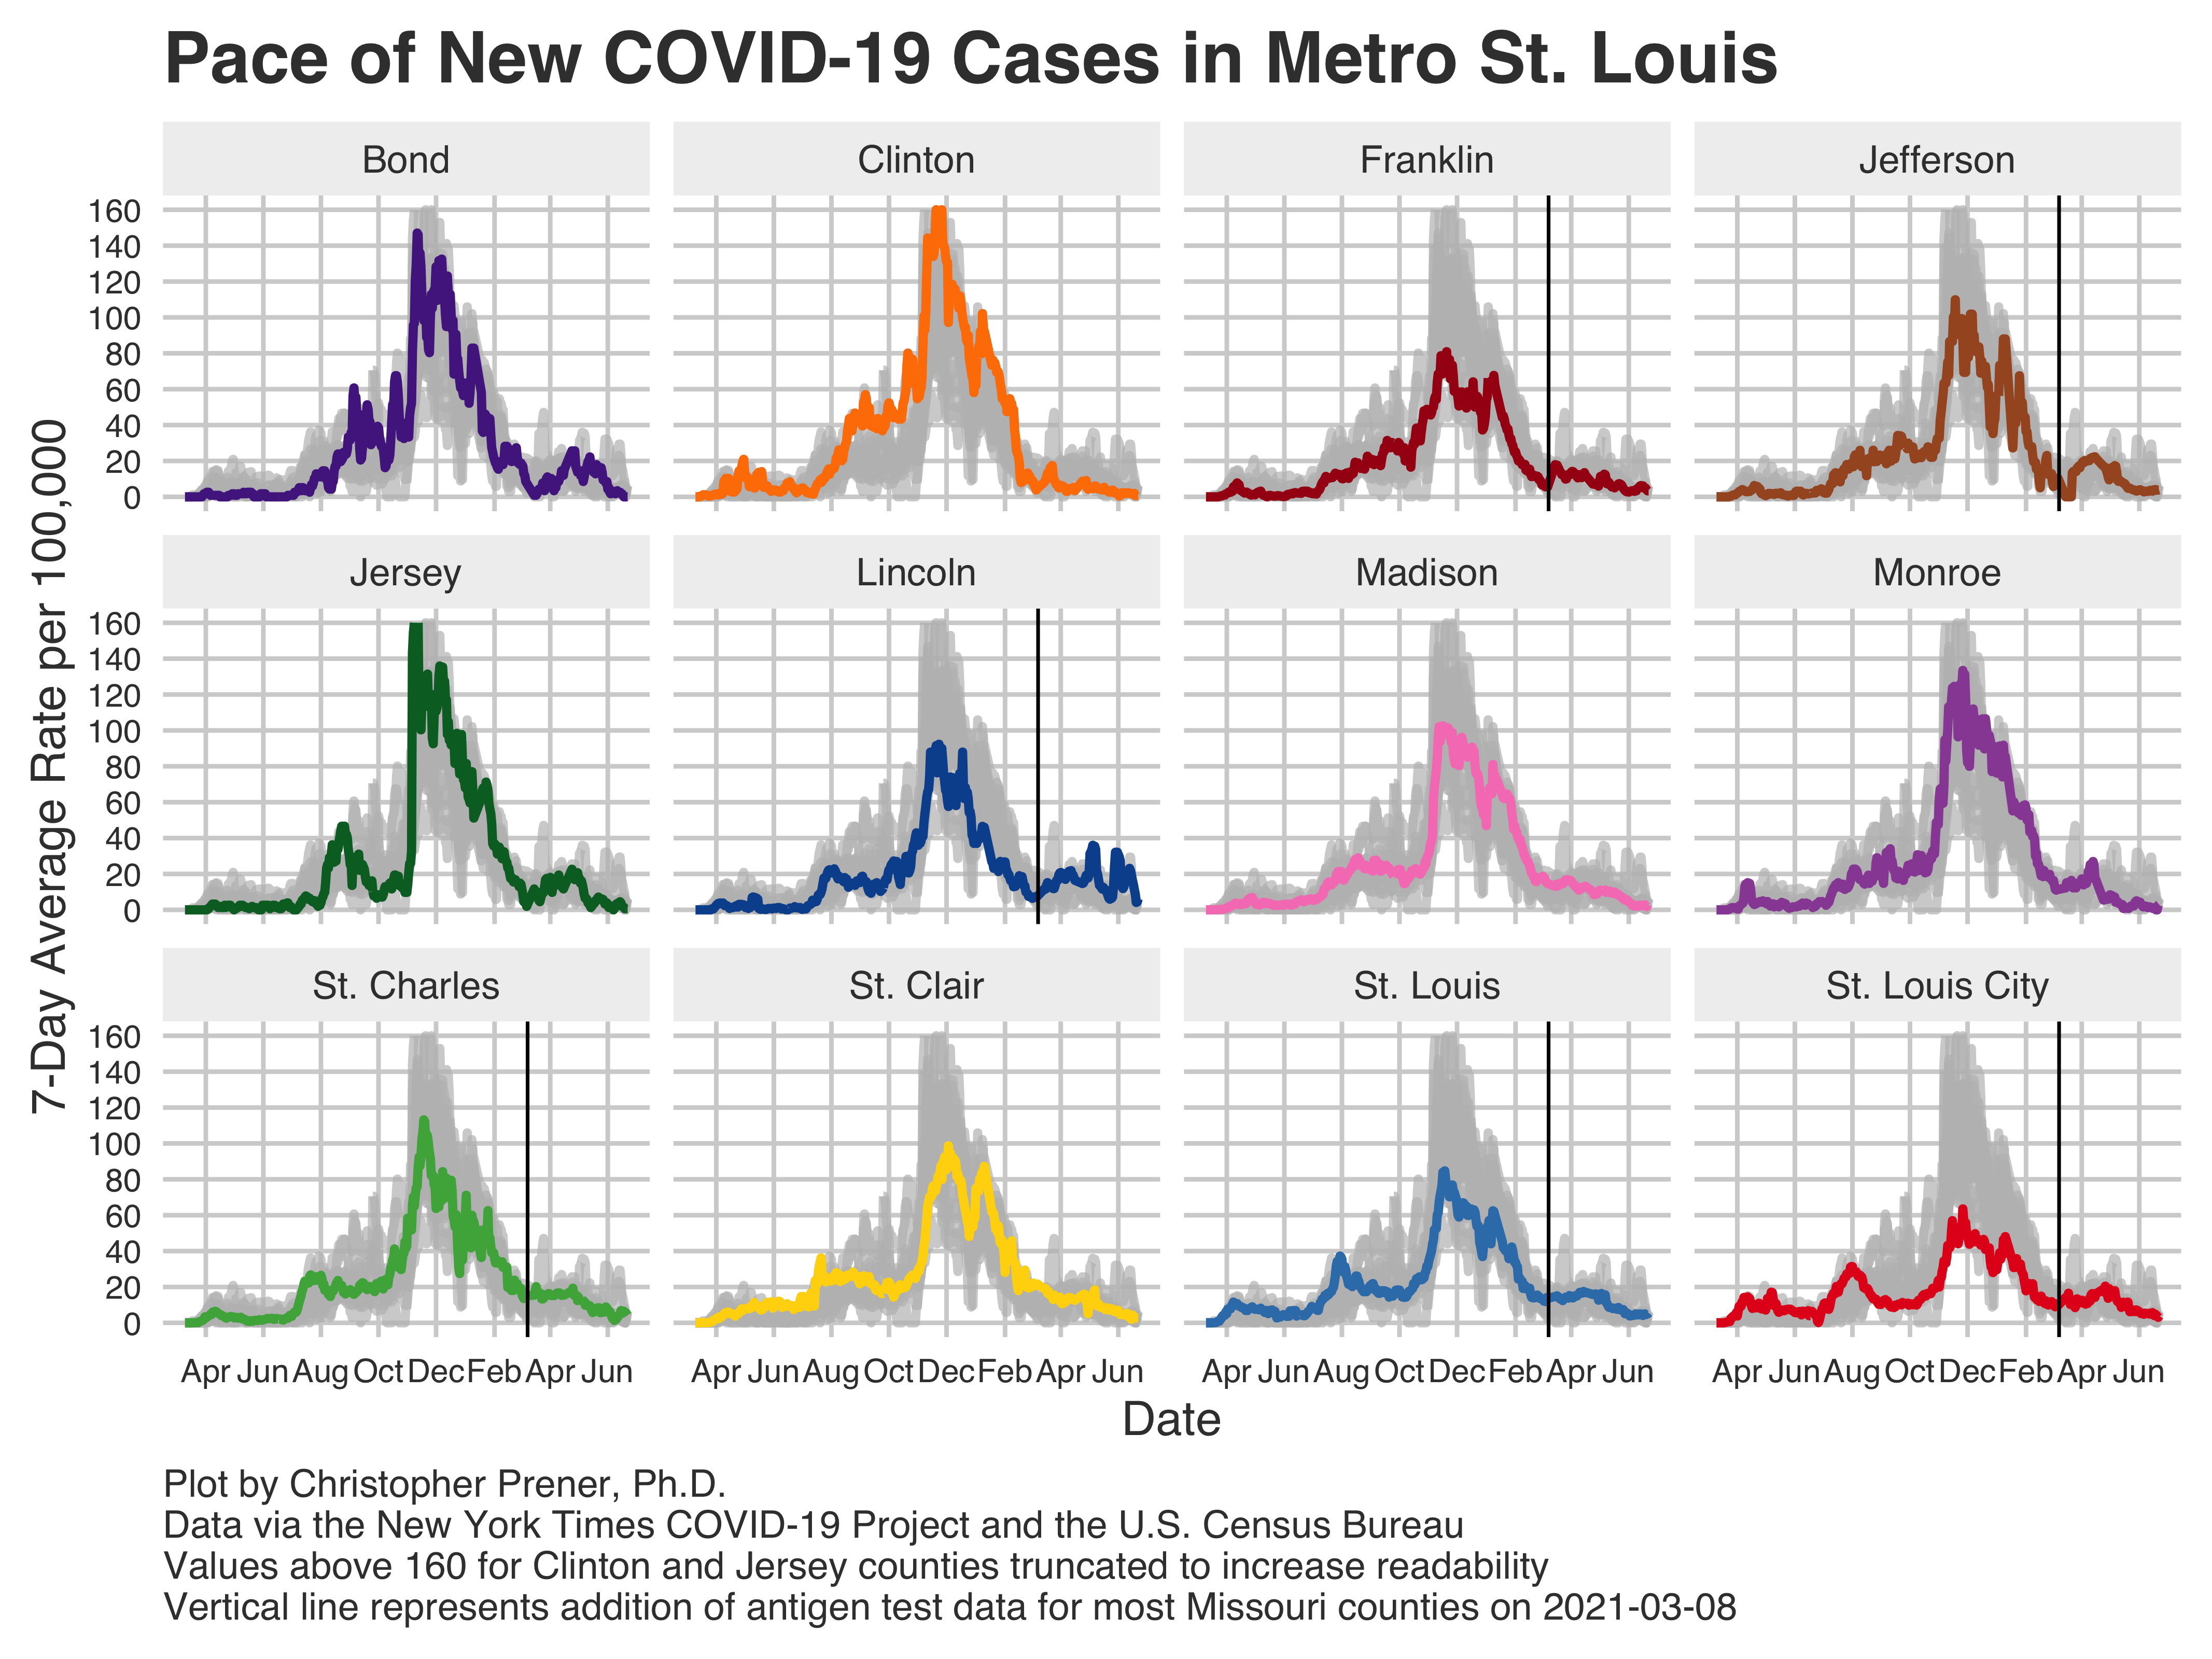 Pace of New COVID-19 Cases in Metro St. Louis
Bond Clinton Franklin Jefferson
160
140
120
100
80
60
40
20
0
Jersey Lincoln Madison Monroe
160
140
120
100
80
60
40
20
0
St. Charles St. Clair St. Louis St. Louis City
160
140
120
100
80
60
40
20
0
7-Day Average Rate per 100,000
Apr Jun Aug Oct Dec Feb Apr Jun Apr Jun Aug Oct Dec Feb Apr Jun Apr Jun Aug Oct Dec Feb Apr Jun Apr Jun Aug Oct Dec Feb Apr Jun
Date
Plot by Christopher Prener, Ph.D.
Data via the New York Times COVID-19 Project and the U.S. Census Bureau
Values above 160 for Clinton and Jersey counties truncated to increase readability
Vertical line represents addition of antigen test data for most Missouri counties on 2021-03-08